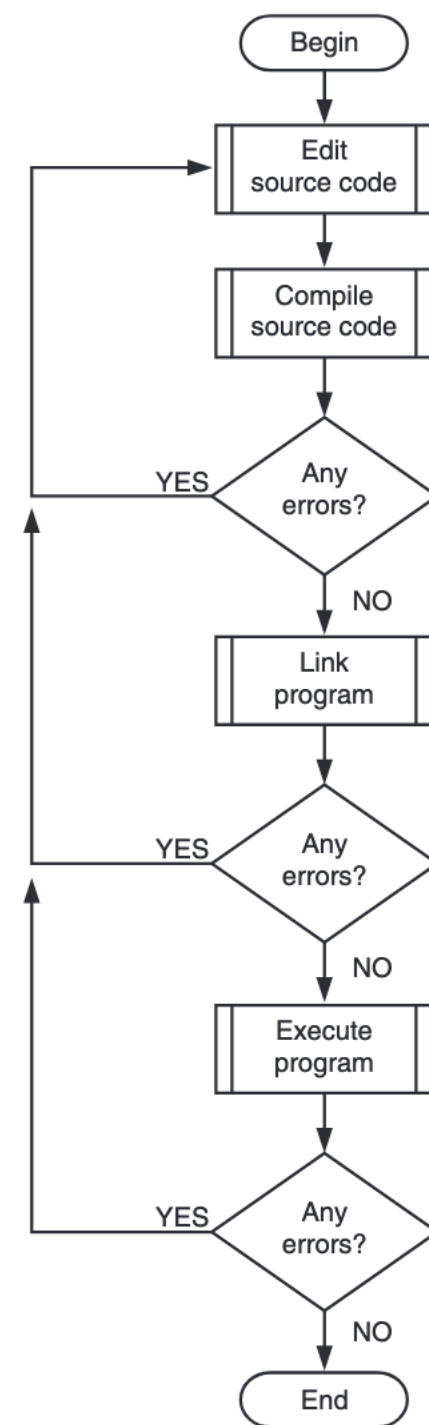 Begin
Edit
source code
Compile
source code
YES
Any
errors?
NO
Link
program
YES
Any
errors?
NO
Execute
program
YES
Any
errors?
NO
End